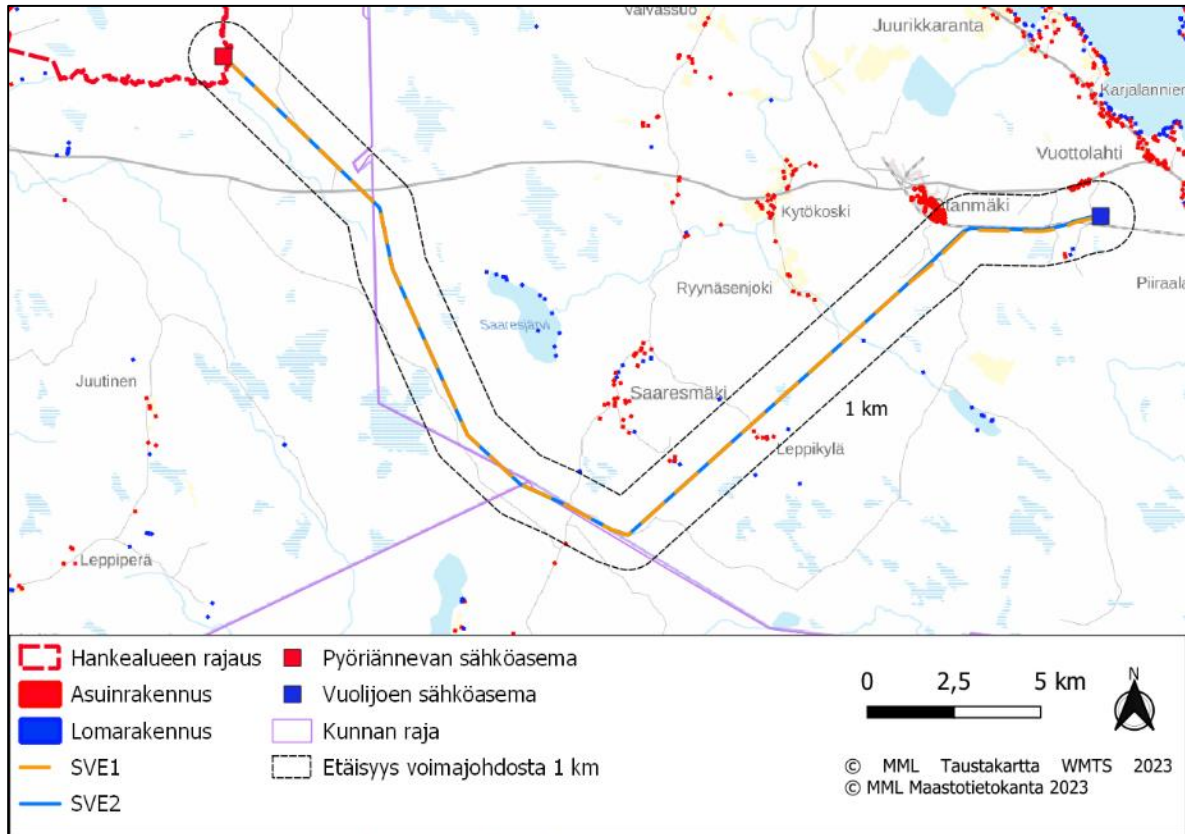 Vaivassuo
Juurikkaranta
Karjalannien
Vuottolahti
Kytökoski
Otanmäki
Piiraala
Ryynäsenjoki
Saaresjärvi
Juutinen
Saaresmäki
1 km
Leppikylä
Leppiperä
Hankealueen rajaus
Asuinrakennus
Lomarakennus
SVE1
SVE2
Pyöriännevan sähköasema
Vuolijoen sähköasema
Kunnan raja
Etäisyys voimajohdosta 1 km
0 2,5 5 km
N
© MML Taustakartta WMTS 2023
© MML Maastotietokanta 2023